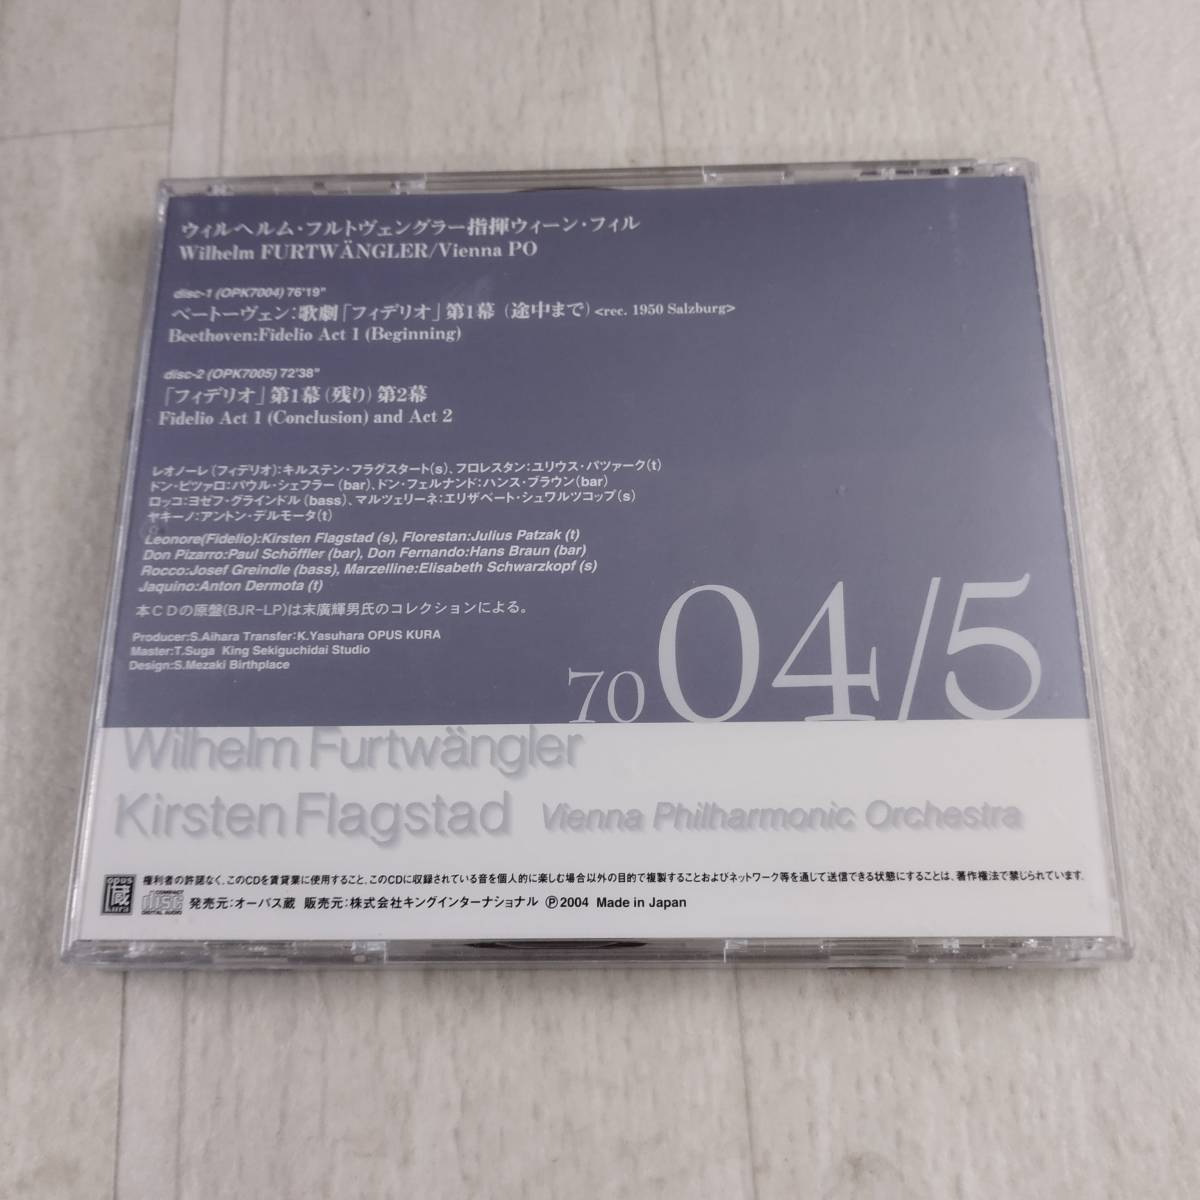 ウィルヘルム・フルトヴェングラー指揮ウィーン・フィル
Wilhelm FURTWÄNGLER/Vienna PO
disc-1 (OPK7004) 76'19"
ベートーヴェン:歌劇「フィデリオ」第1幕 (途中まで) <rec. 1950 Salzburg>
Beethoven:Fidelio Act 1 (Beginning)
disc-2 (OPK7005) 72'38"
「フィデリオ」第1幕(残り)第2幕
Fidelio Act 1 (Conclusion) and Act 2
レオノーレ(フィデリオ):キルステン・フラグスタート(s)、フロレスタン:ユリウス・パツァーク(t)
ドン・ピツァロ:パウル・シェフラー(bar)、ドン・フェルナンド:ハンス・ブラウン(bar)
ロッコ:ヨゼフ・グラインドル(bass)、マルツェリーネ:エリザベート・シュワルツコップ(s)
ヤキーノ:アントン・デルモータ(t)
Leonore(Fidelio):Kirsten Flagstad (s), Florestan:Julius Patzak (t)
Don Pizarro:Paul Schöffler (bar), Don Fernando:Hans Braun (bar)
Rocco:Josef Greindle (bass), Marzelline:Elisabeth Schwarzkopf (s)
Jaquino:Anton Dermota (t)
本CDの原盤(BJR-LP)は末廣輝男氏のコレクションによる。
Producer:S.Aihara Transfer:K.Yasuhara OPUS KURA
Master:T.Suga King Sekiguchidai Studio
Design:S.Mezaki Birthplace
7004/5
Wilhelm Furtwängler
Kirsten Flagstad Vienna Philharmonic Orchestra
opus 蔵 kura
権利者の許諾なく、このCDを賃貸業に使用すること、このCDに収録されている音を個人的に楽しむ場合以外の目的で複製することおよびネットワーク等を通じて送信できる状態にすることは、著作権法で禁じられています。
COMPACT disc DIGITAL AUDIO
発売元:オーパス蔵 販売元:株式会社キングインターナショナル Ⓟ2004 Made in Japan